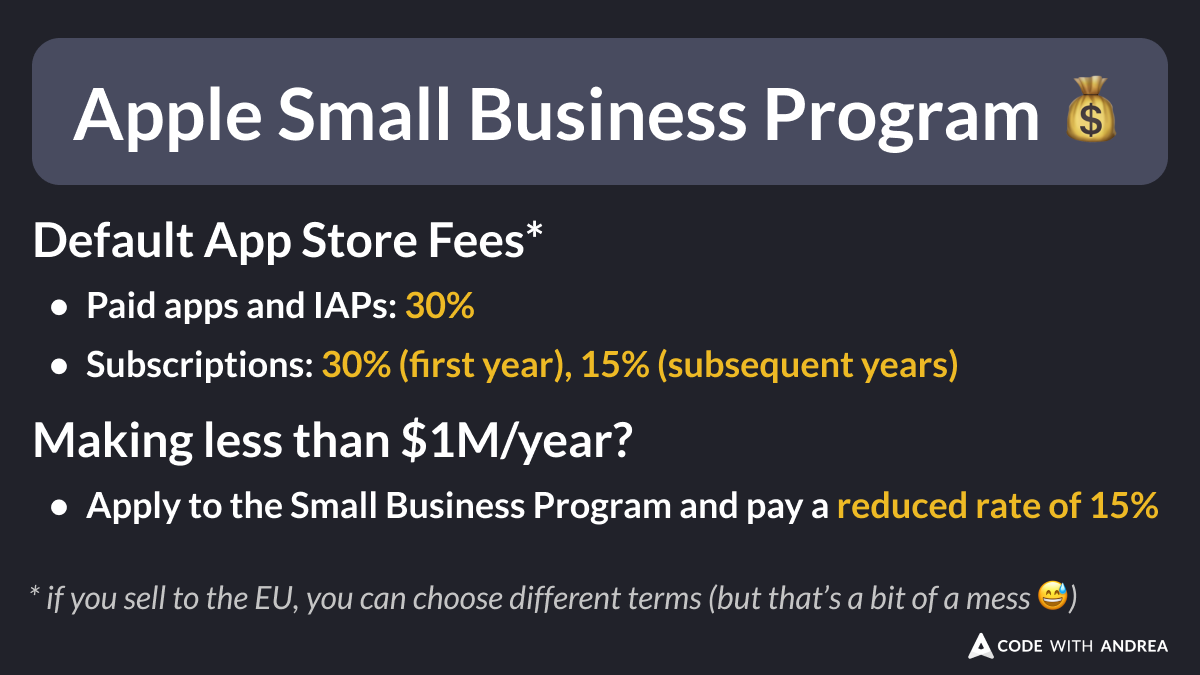 Apple Small Business Program 💰
Default App Store Fees*
• Paid apps and IAPs: 30%
• Subscriptions: 30% (first year), 15% (subsequent years)
Making less than $1M/year?
• Apply to the Small Business Program and pay a reduced rate of 15%
* if you sell to the EU, you can choose different terms (but that’s a bit of a mess 😅)
CODE WITH ANDREA